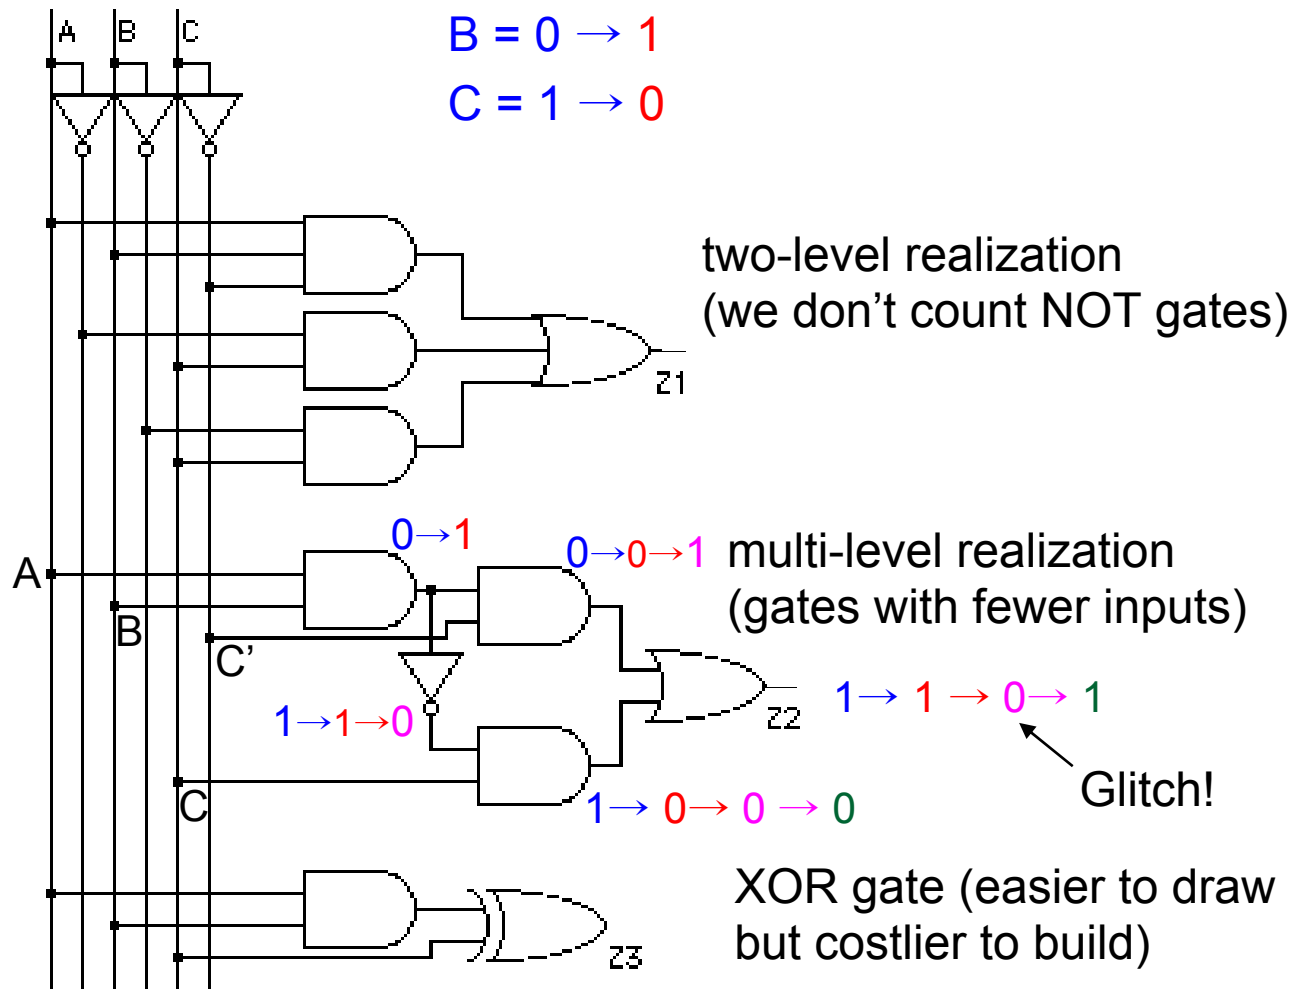 A B C
B = 0 → 1
C = 1 → 0
two-level realization
(we don’t count NOT gates)
Z1
0→1
0→0→1
multi-level realization
(gates with fewer inputs)
A
B
C’
1→1→0
Z2
1→ 1 → 0→ 1
Glitch!
C
1→ 0→ 0 → 0
XOR gate (easier to draw
but costlier to build)
Z3